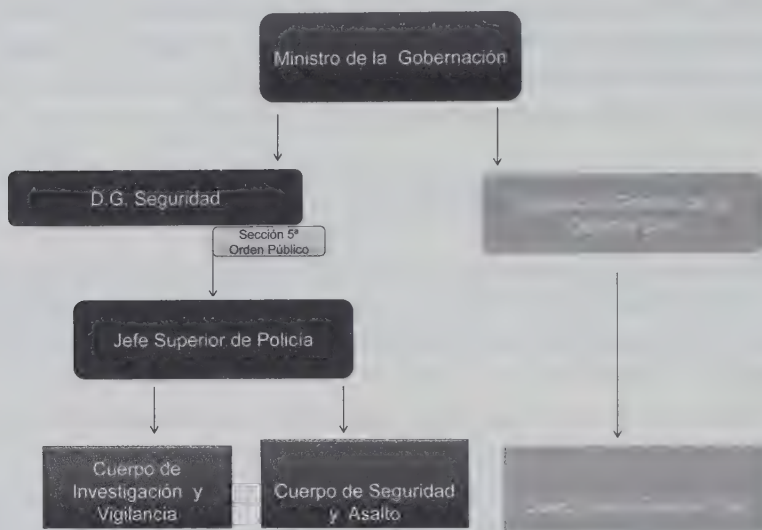 Ministro de la Gobernación
D.G. Seguridad
Sección 5ª
Orden Público
Jefe Superior de Policía
Cuerpo de
Investigación y
Vigilancia
Cuerpo de Seguridad
y Asalto